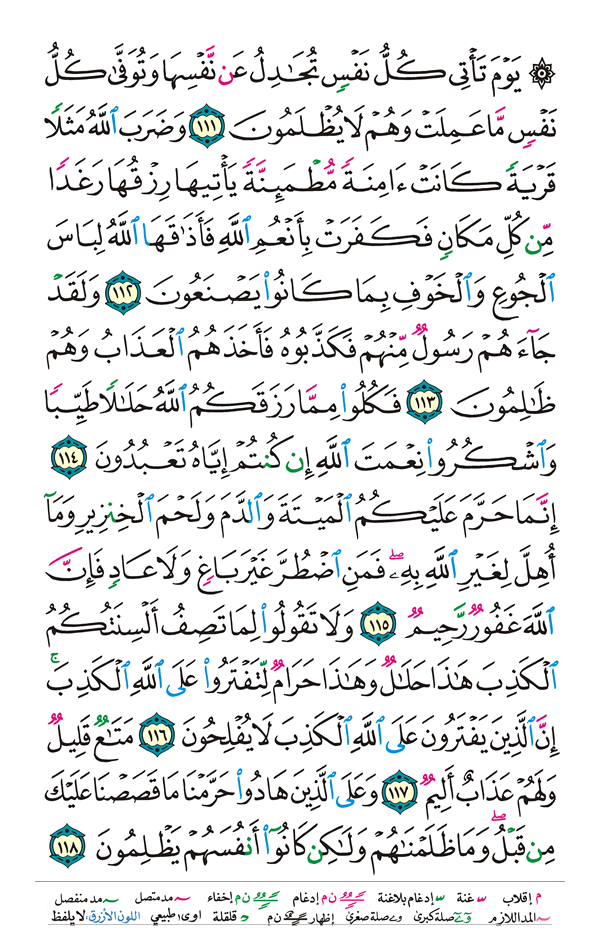 ۞ يَوْمَ تَأْتِى كُلُّ نَفْسٍ تُجَٰدِلُ عَن نَّفْسِهَا وَتُوَفَّىٰ كُلُّ
نَفْسٍ مَّا عَمِلَتْ وَهُمْ لَا يُظْلَمُونَ ١١١ وَضَرَبَ ٱللَّهُ مَثَلًا
قَرْيَةً كَانَتْ ءَامِنَةً مُّطْمَئِنَّةً يَأْتِيهَا رِزْقُهَا رَغَدًا
مِّن كُلِّ مَكَانٍ فَكَفَرَتْ بِأَنْعُمِ ٱللَّهِ فَأَذَٰقَهَا ٱللَّهُ لِبَاسَ
ٱلْجُوعِ وَٱلْخَوْفِ بِمَا كَانُوا۟ يَصْنَعُونَ ١١٢ وَلَقَدْ
جَآءَهُمْ رَسُولٌ مِّنْهُمْ فَكَذَّبُوهُ فَأَخَذَهُمُ ٱلْعَذَابُ وَهُمْ
ظَٰلِمُونَ ١١٣ فَكُلُوا۟ مِمَّا رَزَقَكُمُ ٱللَّهُ حَلَٰلًا طَيِّبًا
وَٱشْكُرُوا۟ نِعْمَتَ ٱللَّهِ إِن كُنتُمْ إِيَّاهُ تَعْبُدُونَ ١١٤
إِنَّمَا حَرَّمَ عَلَيْكُمُ ٱلْمَيْتَةَ وَٱلدَّمَ وَلَحْمَ ٱلْخِنزِيرِ وَمَآ
أُهِلَّ لِغَيْرِ ٱللَّهِ بِهِۦ ۖ فَمَنِ ٱضْطُرَّ غَيْرَ بَاغٍ وَلَا عَادٍ فَإِنَّ
ٱللَّهَ غَفُورٌ رَّحِيمٌ ١١٥ وَلَا تَقُولُوا۟ لِمَا تَصِفُ أَلْسِنَتُكُمُ
ٱلْكَذِبَ هَٰذَا حَلَٰلٌ وَهَٰذَا حَرَامٌ لِّتَفْتَرُوا۟ عَلَى ٱللَّهِ ٱلْكَذِبَ ۚ
إِنَّ ٱلَّذِينَ يَفْتَرُونَ عَلَى ٱللَّهِ ٱلْكَذِبَ لَا يُفْلِحُونَ ١١٦ مَتَٰعٌ قَلِيلٌ
وَلَهُمْ عَذَابٌ أَلِيمٌ ١١٧ وَعَلَى ٱلَّذِينَ هَادُوا۟ حَرَّمْنَا مَا قَصَصْنَا عَلَيْكَ
مِن قَبْلُ ۖ وَمَا ظَلَمْنَٰهُمْ وَلَٰكِن كَانُوٓا۟ أَنفُسَهُمْ يَظْلِمُونَ ١١٨
م إقلاب غنة إدغام بلاغنة ن م إدغام ن م إخفاء مد متصل مد منفصل
المد اللازم و ے صلة كبرى و ے صلة صغرى إظهار ن م قلقلة اوى طبيعي اللون الأزرق: لا يلفظ